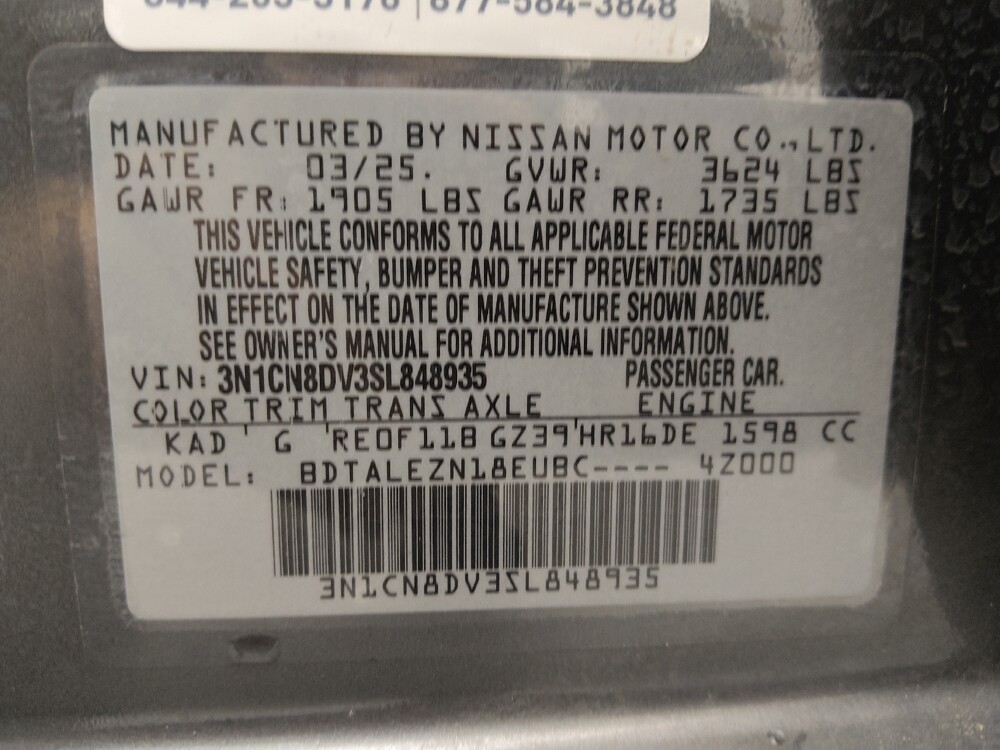 877-584-3848
MANUFACTURED BY NISSAN MOTOR CO.,LTD.
DATE: 03/25. GVWR: 3624 LBS
GAWR FR: 1905 LBS GAWR RR: 1735 LBS
THIS VEHICLE CONFORMS TO ALL APPLICABLE FEDERAL MOTOR
VEHICLE SAFETY, BUMPER AND THEFT PREVENTION STANDARDS
IN EFFECT ON THE DATE OF MANUFACTURE SHOWN ABOVE.
SEE OWNER'S MANUAL FOR ADDITIONAL INFORMATION.
VIN: 3N1CN8DV3SL848935 PASSENGER CAR.
COLOR TRIM TRANS AXLE ENGINE
KAD G RE0F11B GZ39 HR16DE 1598 CC
MODEL: BDTALEZN18EUBC---- 4Z000
3N1CN8DV3SL848935